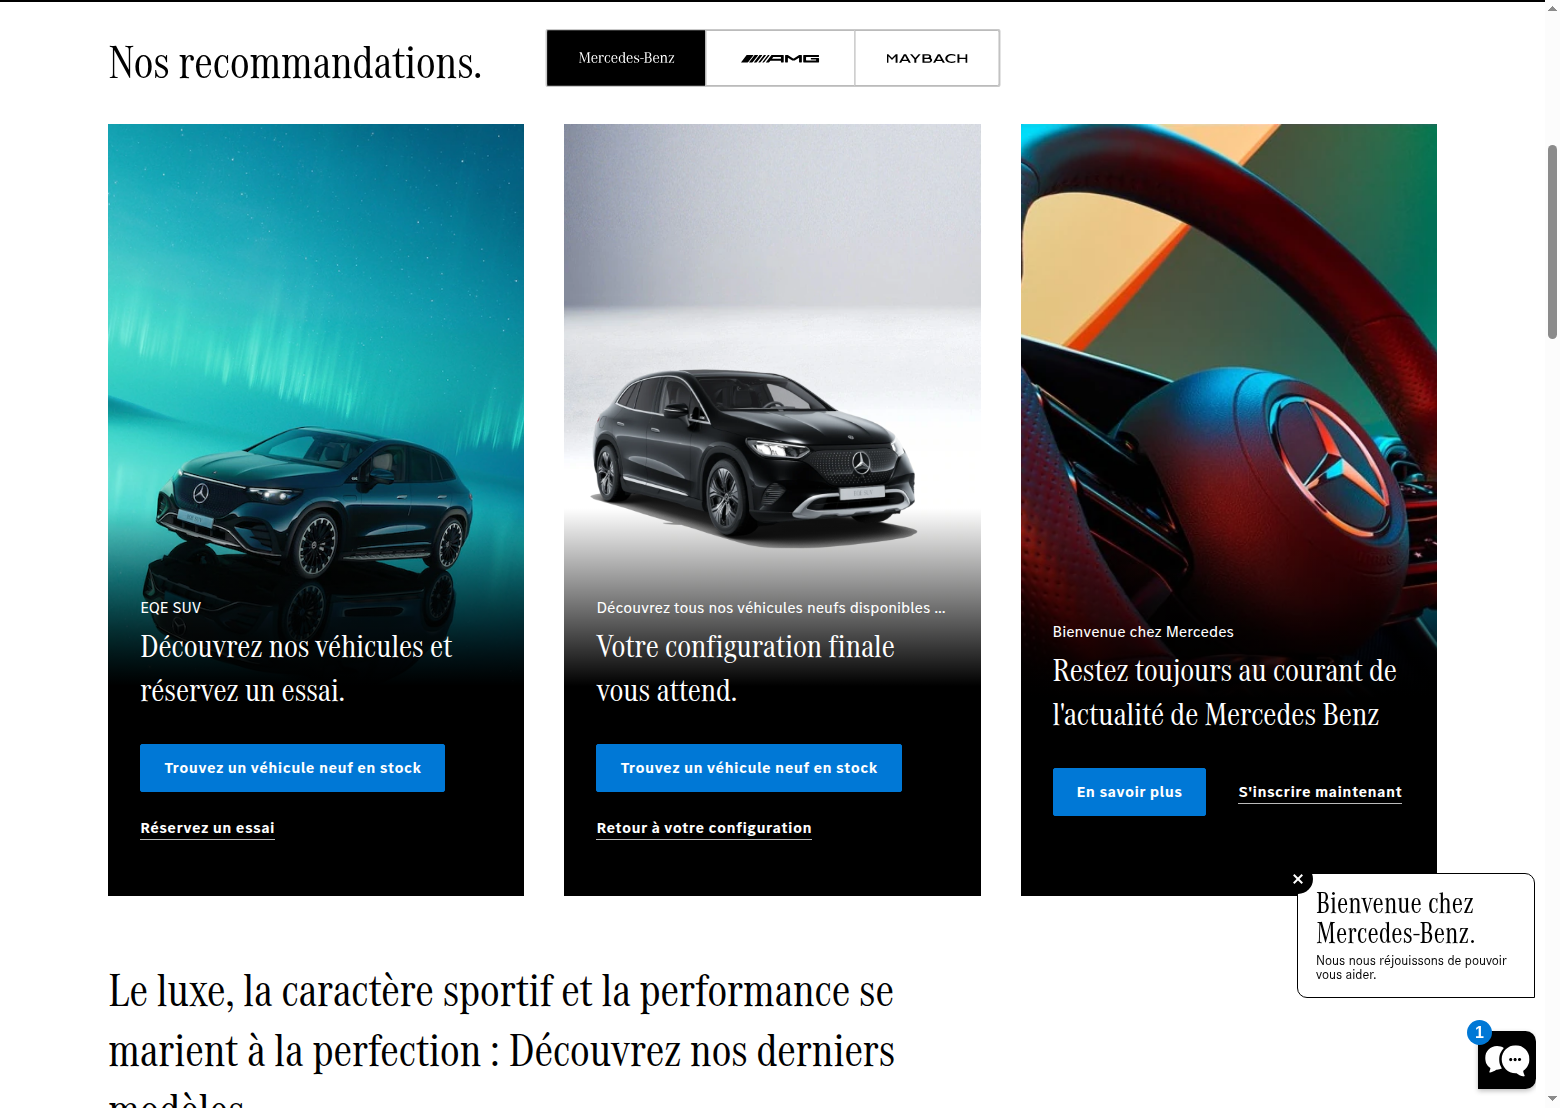 Nos recommandations.
Mercedes-Benz
AMG
MAYBACH
EQE SUV
Découvrez nos véhicules et
réservez un essai.
Trouvez un véhicule neuf en stock
Réservez un essai
Découvrez tous nos véhicules neufs disponibles ...
Votre configuration finale
vous attend.
Trouvez un véhicule neuf en stock
Retour à votre configuration
Bienvenue chez Mercedes
Restez toujours au courant de
l'actualité de Mercedes Benz
En savoir plus
S'inscrire maintenant
Bienvenue chez
Mercedes-Benz.
Nous nous réjouissons de pouvoir
vous aider.
1
Le luxe, la caractère sportif et la performance se
marient à la perfection : Découvrez nos derniers
modèles